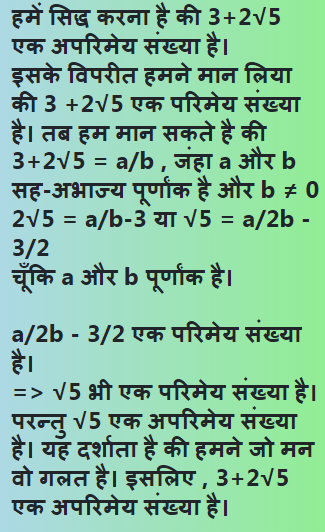 हमें सिद्ध करना है की 3+2√5
एक अपरिमेय संख्या है।
इसके विपरीत हमने मान लिया
की 3 +2√5 एक परिमेय संख्या
है। तब हम मान सकते है की
3+2√5 = a/b , जंहा a और b
सह-अभाज्य पूर्णांक है और b ≠ 0
2√5 = a/b-3 या √5 = a/2b -
3/2
चूँकि a और b पूर्णांक है।
a/2b - 3/2 एक परिमेय संख्या
है।
=> √5 भी एक परिमेय संख्या है।
परन्तु √5 एक अपरिमेय संख्या
है। यह दर्शाता है की हमने जो मन
वो गलत है। इसलिए , 3+2√5
एक अपरिमेय संख्या है।